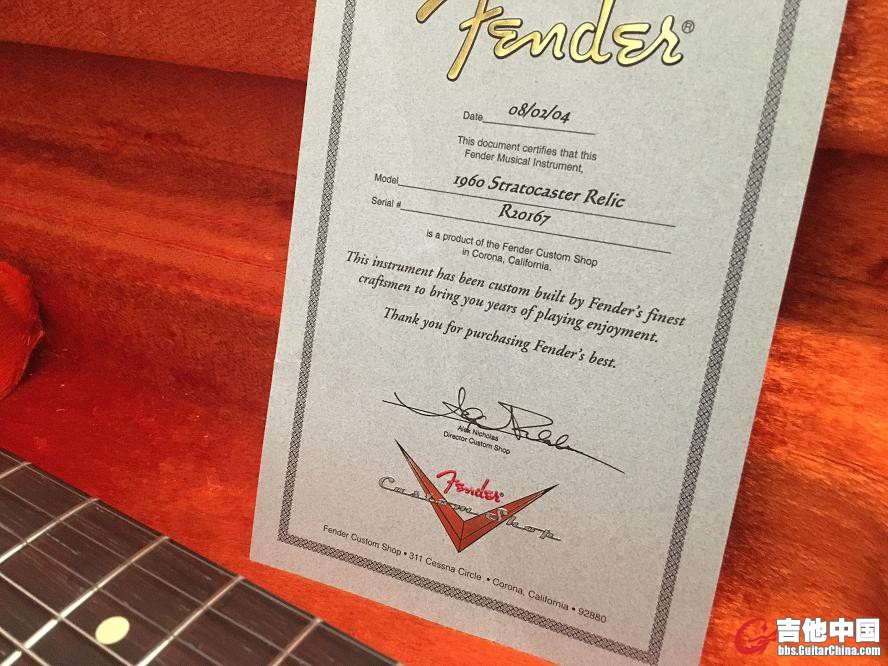 Fender®
Date 08/02/04
This document certifies that this
Fender Musical Instrument,
Model 1960 Stratocaster Relic
Serial # R20167
is a product of the Fender Custom Shop
in Corona, California.
This instrument has been custom built by Fender's finest
craftsmen to bring you years of playing enjoyment.
Thank you for purchasing Fender's best.
Alex Nicholas
Director Custom Shop
Fender®
Custom Shop
Fender Custom Shop • 311 Cessna Circle • Corona, California • 92880
吉他中国
bbs.GuitarChina.com